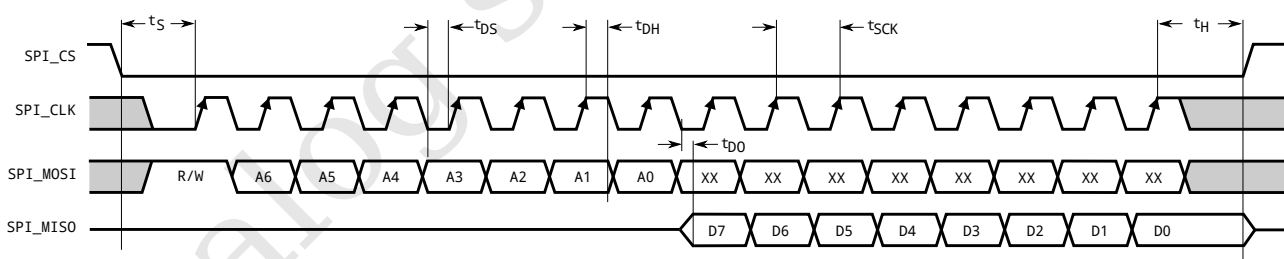 tS tDS tDH tSCK tH
SPI_CS
SPI_CLK
tDO
SPI_MOSI R/W A6 A5 A4 A3 A2 A1 A0 XX XX XX XX XX XX XX XX
SPI_MISO D7 D6 D5 D4 D3 D2 D1 D0
alog s